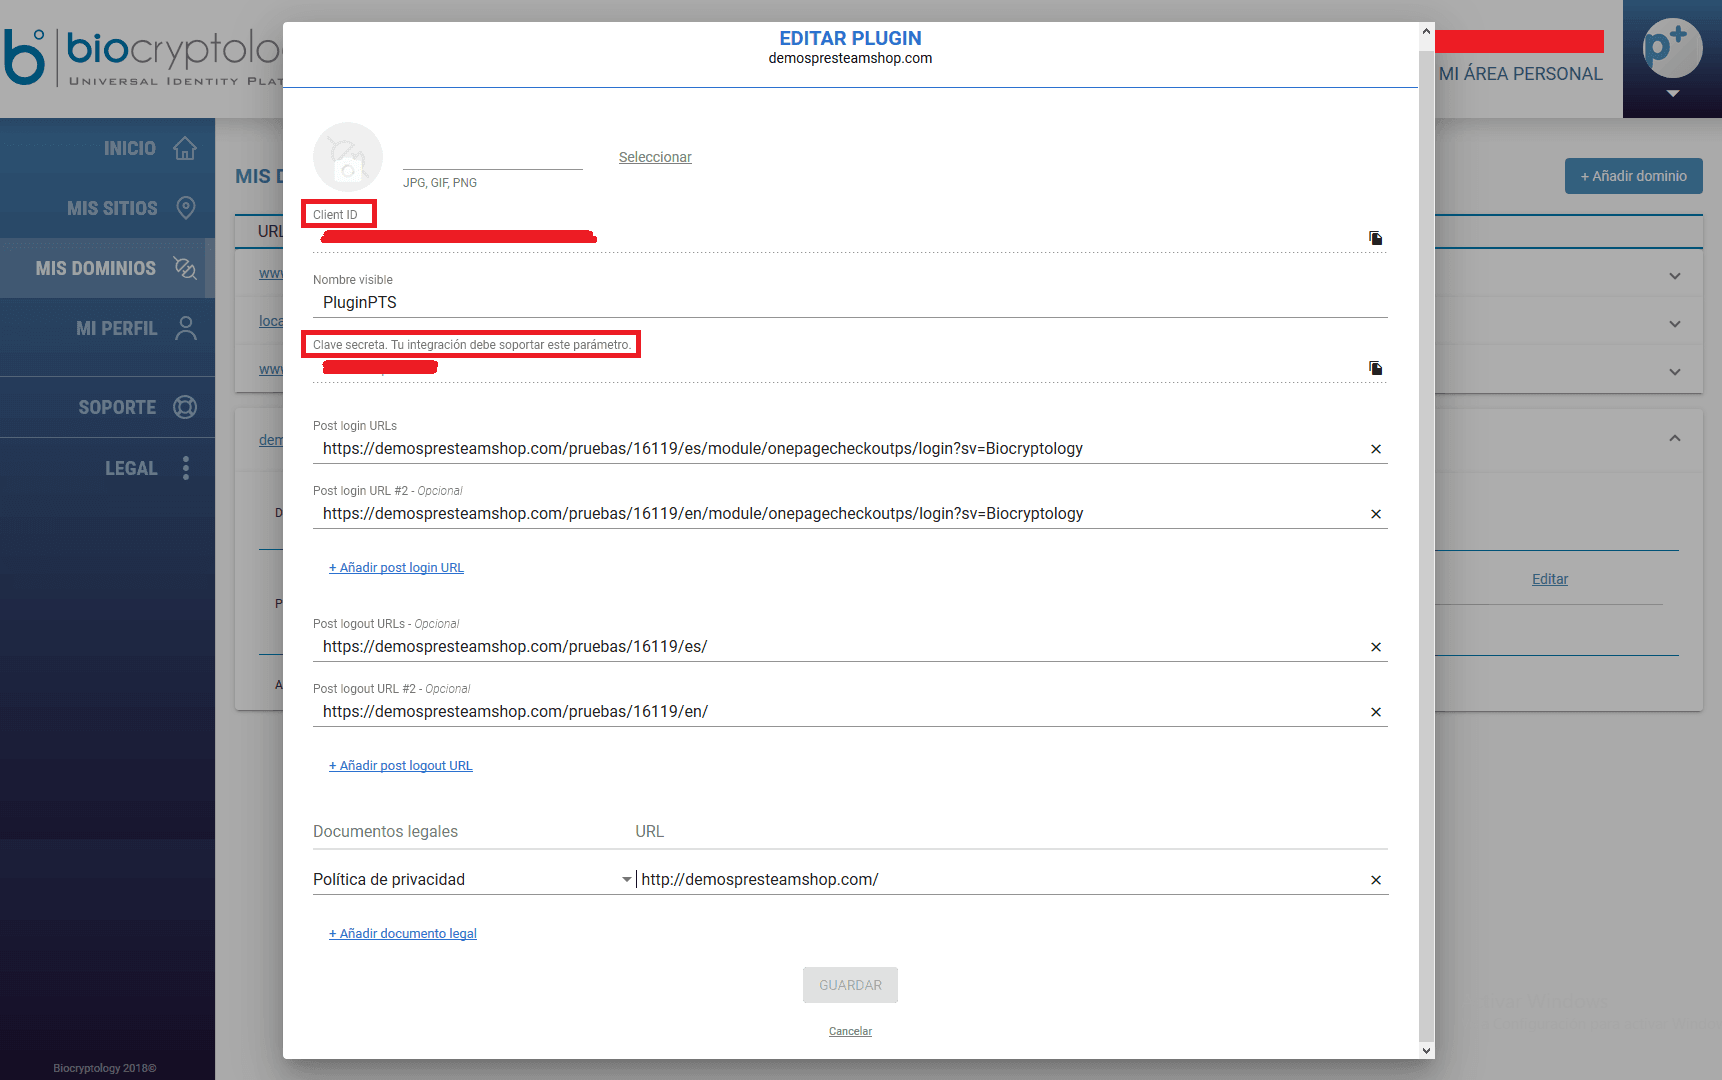 biocryptolo
UNIVERSAL IDENTITY PLAT
MI ÁREA PERSONAL
p+
INICIO
MIS SITIOS
MIS DOMINIOS
MI PERFIL
SOPORTE
LEGAL
Biocryptology 2018©
MIS D
+ Añadir dominio
URL
www
loca
www
dem
D
P
A
Editar
EDITAR PLUGIN
demospresteamshop.com
Seleccionar
JPG, GIF, PNG
Client ID
Nombre visible
PluginPTS
Clave secreta. Tu integración debe soportar este parámetro.
Post login URLs
https://demospresteamshop.com/pruebas/16119/es/module/onepagecheckoutps/login?sv=Biocryptology
Post login URL #2 - Opcional
https://demospresteamshop.com/pruebas/16119/en/module/onepagecheckoutps/login?sv=Biocryptology
+ Añadir post login URL
Post logout URLs - Opcional
https://demospresteamshop.com/pruebas/16119/es/
Post logout URL #2 - Opcional
https://demospresteamshop.com/pruebas/16119/en/
+ Añadir post logout URL
Documentos legales URL
Política de privacidad http://demospresteamshop.com/
+ Añadir documento legal
GUARDAR
Cancelar